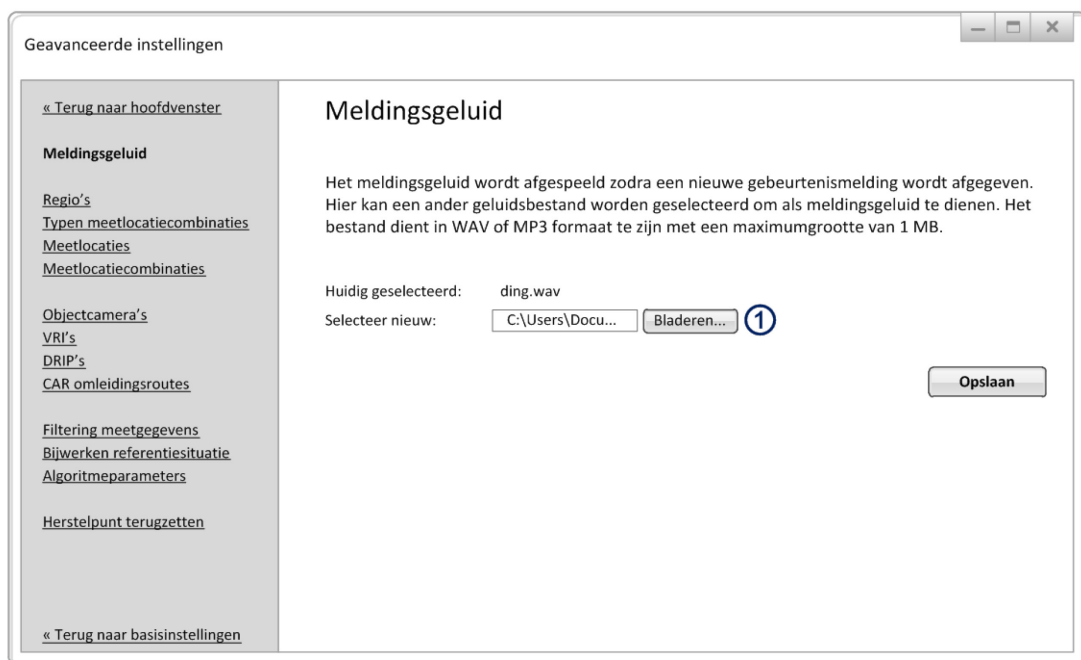 Geavanceerde instellingen
« Terug naar hoofdvenster
Meldingsgeluid
Regio's
Typen meetlocatiecombinaties
Meetlocaties
Meetlocatiecombinaties
Objectcamera's
VRI's
DRIP's
CAR omleidingsroutes
Filtering meetgegevens
Bijwerken referentiesituatie
Algoritmeparameters
Herstelpunt terugzetten
« Terug naar basisinstellingen
Meldingsgeluid
Het meldingsgeluid wordt afgespeeld zodra een nieuwe gebeurtenismelding wordt afgegeven.
Hier kan een ander geluidsbestand worden geselecteerd om als meldingsgeluid te dienen. Het
bestand dient in WAV of MP3 formaat te zijn met een maximumgrootte van 1 MB.
Huidig geselecteerd: ding.wav
Selecteer nieuw: C:\Users\Docu... Bladeren... 1
Opslaan